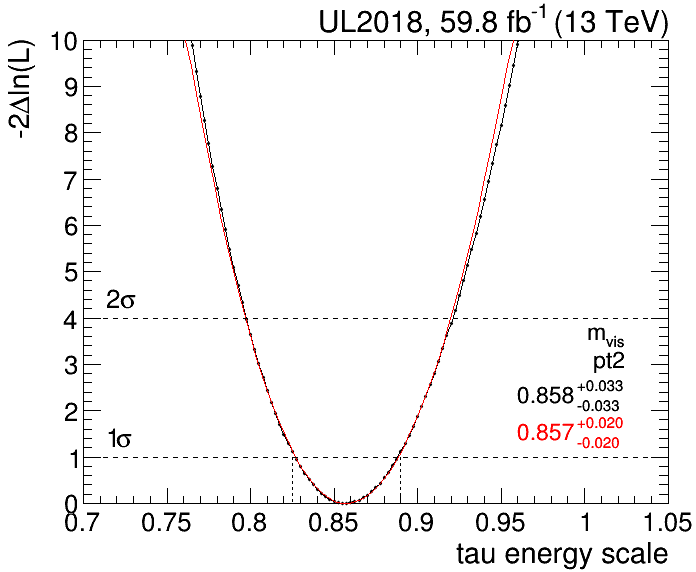 UL2018, 59.8 fb⁻¹ (13 TeV)
-2Δln(L)
10
9
8
7
6
5
4
3
2
1
0
2σ
1σ
m_vis
pt2
0.858 +0.033 -0.033
0.857 +0.020 -0.020
0.7 0.75 0.8 0.85 0.9 0.95 1 1.05
tau energy scale